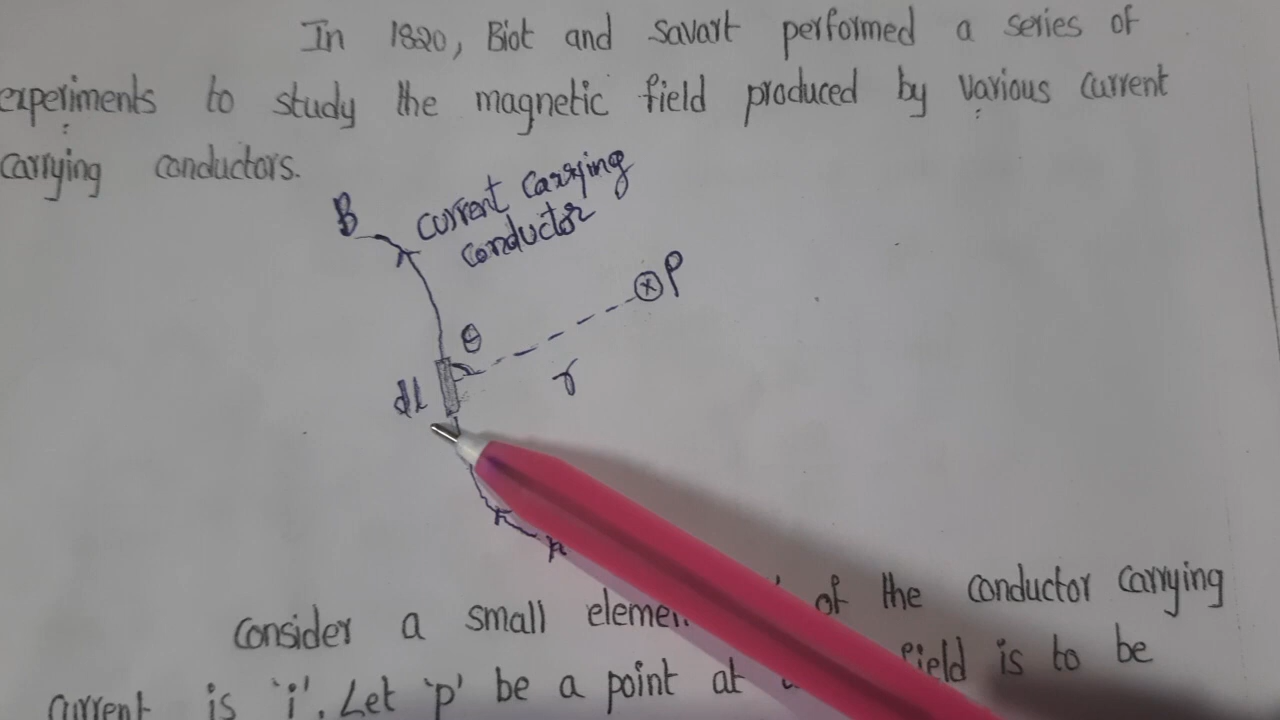 In 1820, Biot and Savart performed a series of
experiments to study the magnetic field produced by various current
carrying conductors.
B
current carrying
conductor
P
θ
r
dl
A
Consider a small of the conductor carrying
current is 'i'. Let 'p' be a point at field is to be